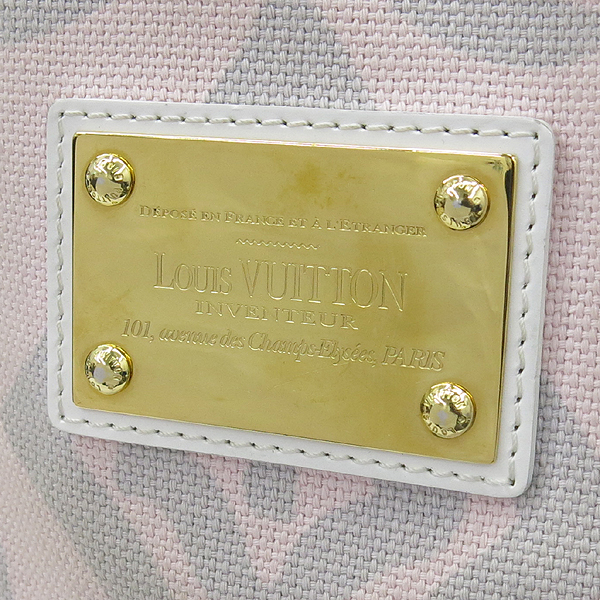 DÉPOSÉ EN FRANCE ET À L'ÉTRANGER
LOUIS VUITTON
INVENTEUR
101, avenue des Champs-Elysées, PARIS